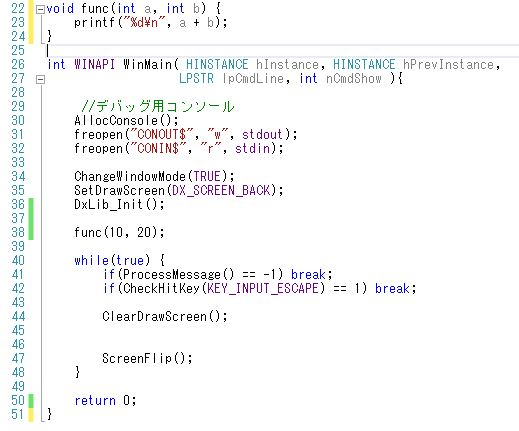 22 void func(int a, int b) {
23     printf("%d¥n", a + b);
24 }
25
26 int WINAPI WinMain( HINSTANCE hInstance, HINSTANCE hPrevInstance,
27                     LPSTR lpCmdLine, int nCmdShow ){
28
29     //デバッグ用コンソール
30     AllocConsole();
31     freopen("CONOUT$", "w", stdout);
32     freopen("CONIN$", "r", stdin);
33
34     ChangeWindowMode(TRUE);
35     SetDrawScreen(DX_SCREEN_BACK);
36     DxLib_Init();
37
38     func(10, 20);
39
40     while(true) {
41         if(ProcessMessage() == -1) break;
42         if(CheckHitKey(KEY_INPUT_ESCAPE) == 1) break;
43
44         ClearDrawScreen();
45
46
47         ScreenFlip();
48     }
49
50     return 0;
51 }